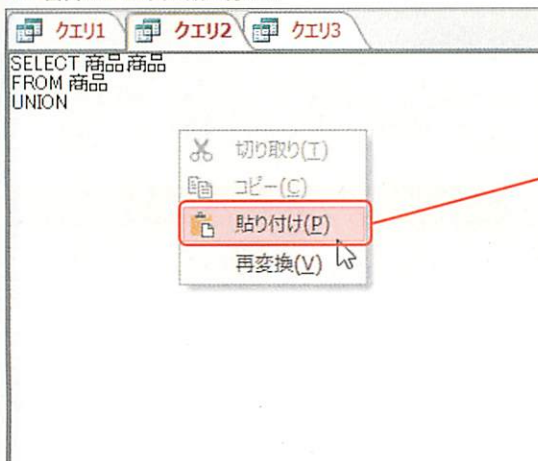 クエリ1 クエリ2 クエリ3
SELECT 商品.商品
FROM 商品
UNION
切り取り(T)
コピー(C)
貼り付け(P)
再変換(V)